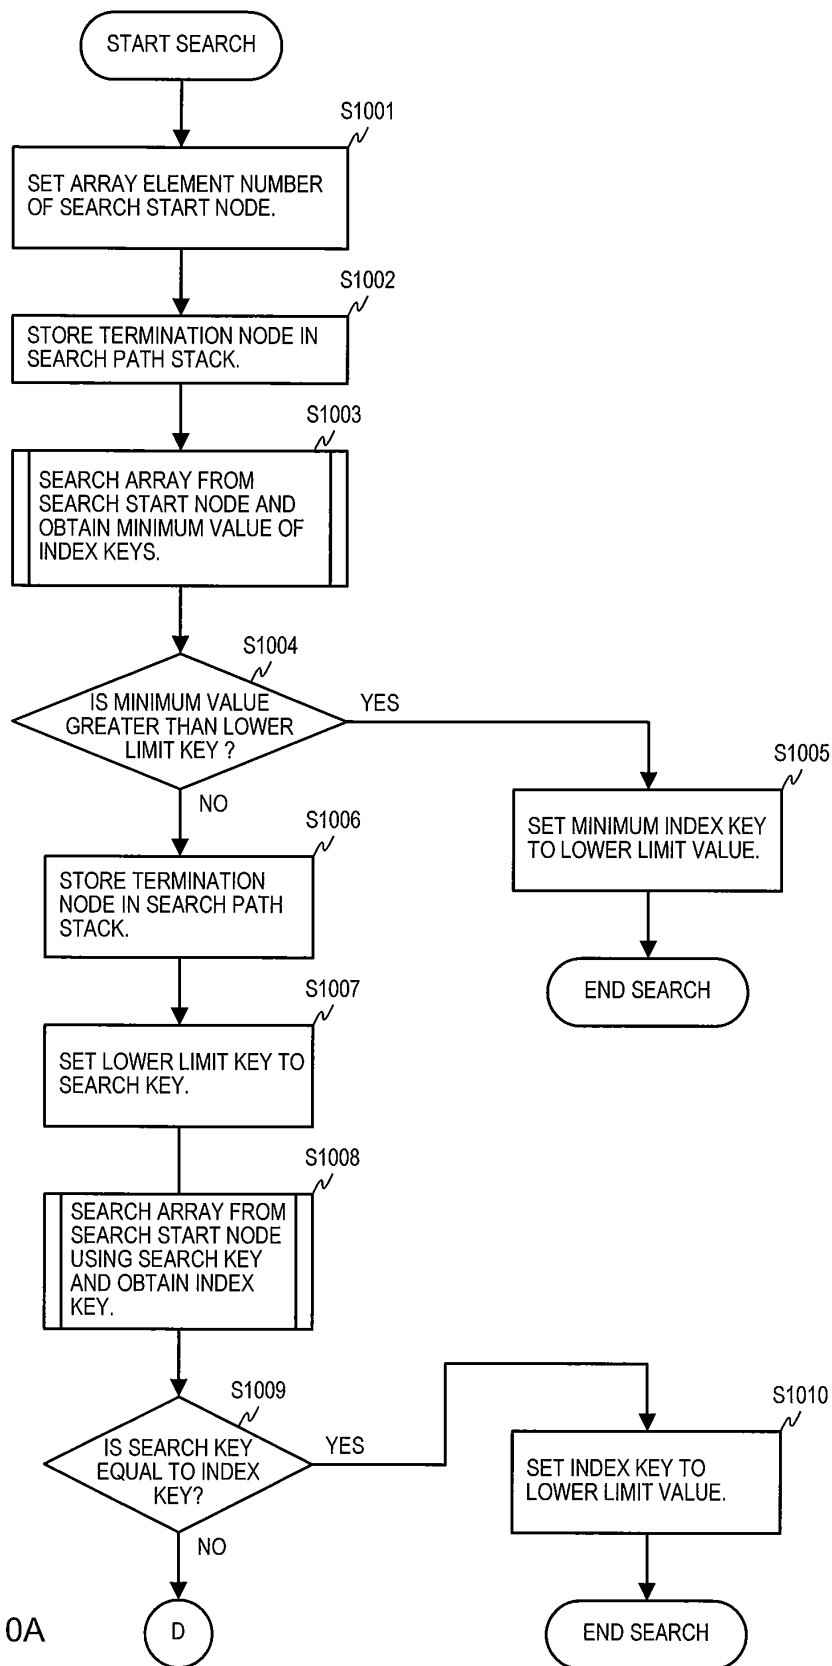 START SEARCH
S1001
SET ARRAY ELEMENT NUMBER
OF SEARCH START NODE.
S1002
STORE TERMINATION NODE IN
SEARCH PATH STACK.
S1003
SEARCH ARRAY FROM
SEARCH START NODE AND
OBTAIN MINIMUM VALUE OF
INDEX KEYS.
S1004
IS MINIMUM VALUE
GREATER THAN LOWER
LIMIT KEY ?
YES
NO
S1005
SET MINIMUM INDEX KEY
TO LOWER LIMIT VALUE.
END SEARCH
S1006
STORE TERMINATION
NODE IN SEARCH PATH
STACK.
S1007
SET LOWER LIMIT KEY TO
SEARCH KEY.
S1008
SEARCH ARRAY FROM
SEARCH START NODE
USING SEARCH KEY
AND OBTAIN INDEX
KEY.
S1009
IS SEARCH KEY
EQUAL TO INDEX
KEY?
YES
NO
S1010
SET INDEX KEY TO
LOWER LIMIT VALUE.
END SEARCH
D
0A